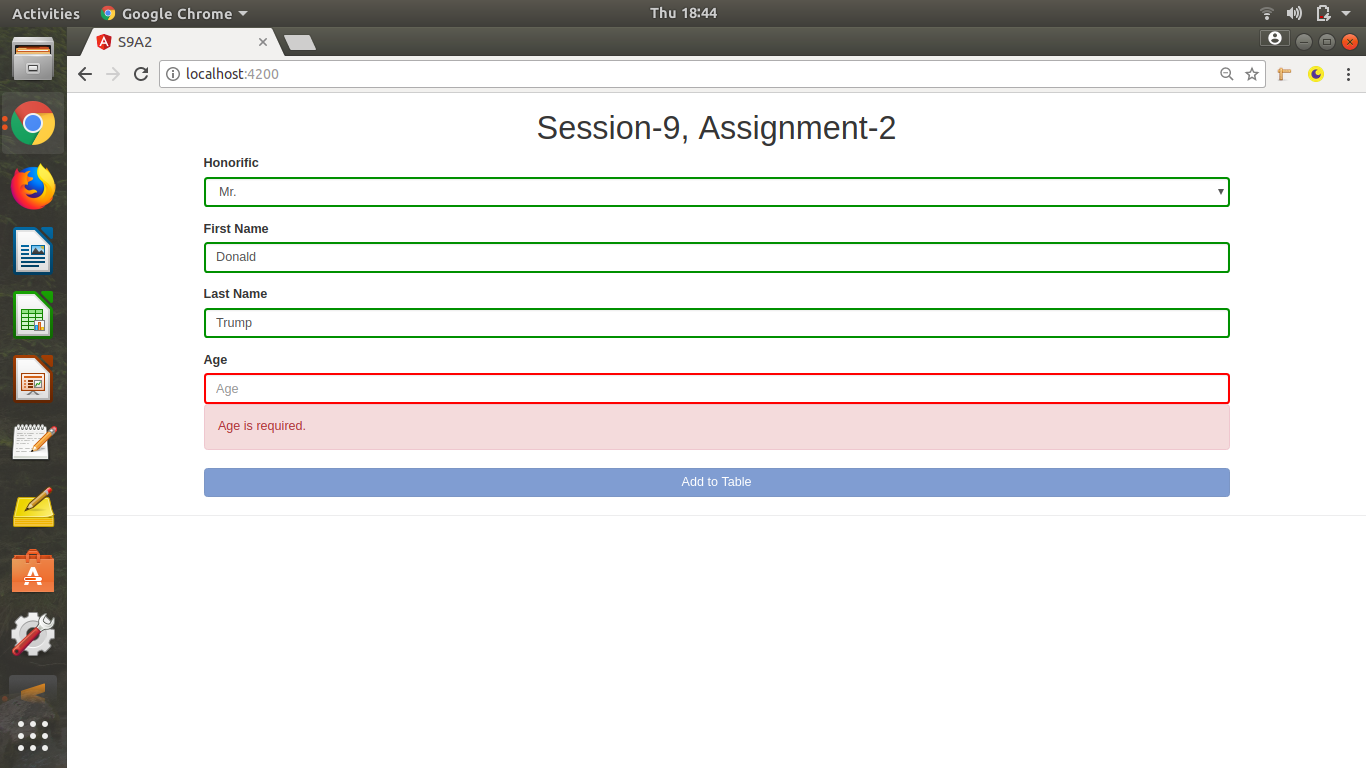 Activities Google Chrome Thu 18:44
S9A2
localhost:4200
Session-9, Assignment-2
Honorific
Mr.
First Name
Donald
Last Name
Trump
Age
Age
Age is required.
Add to Table